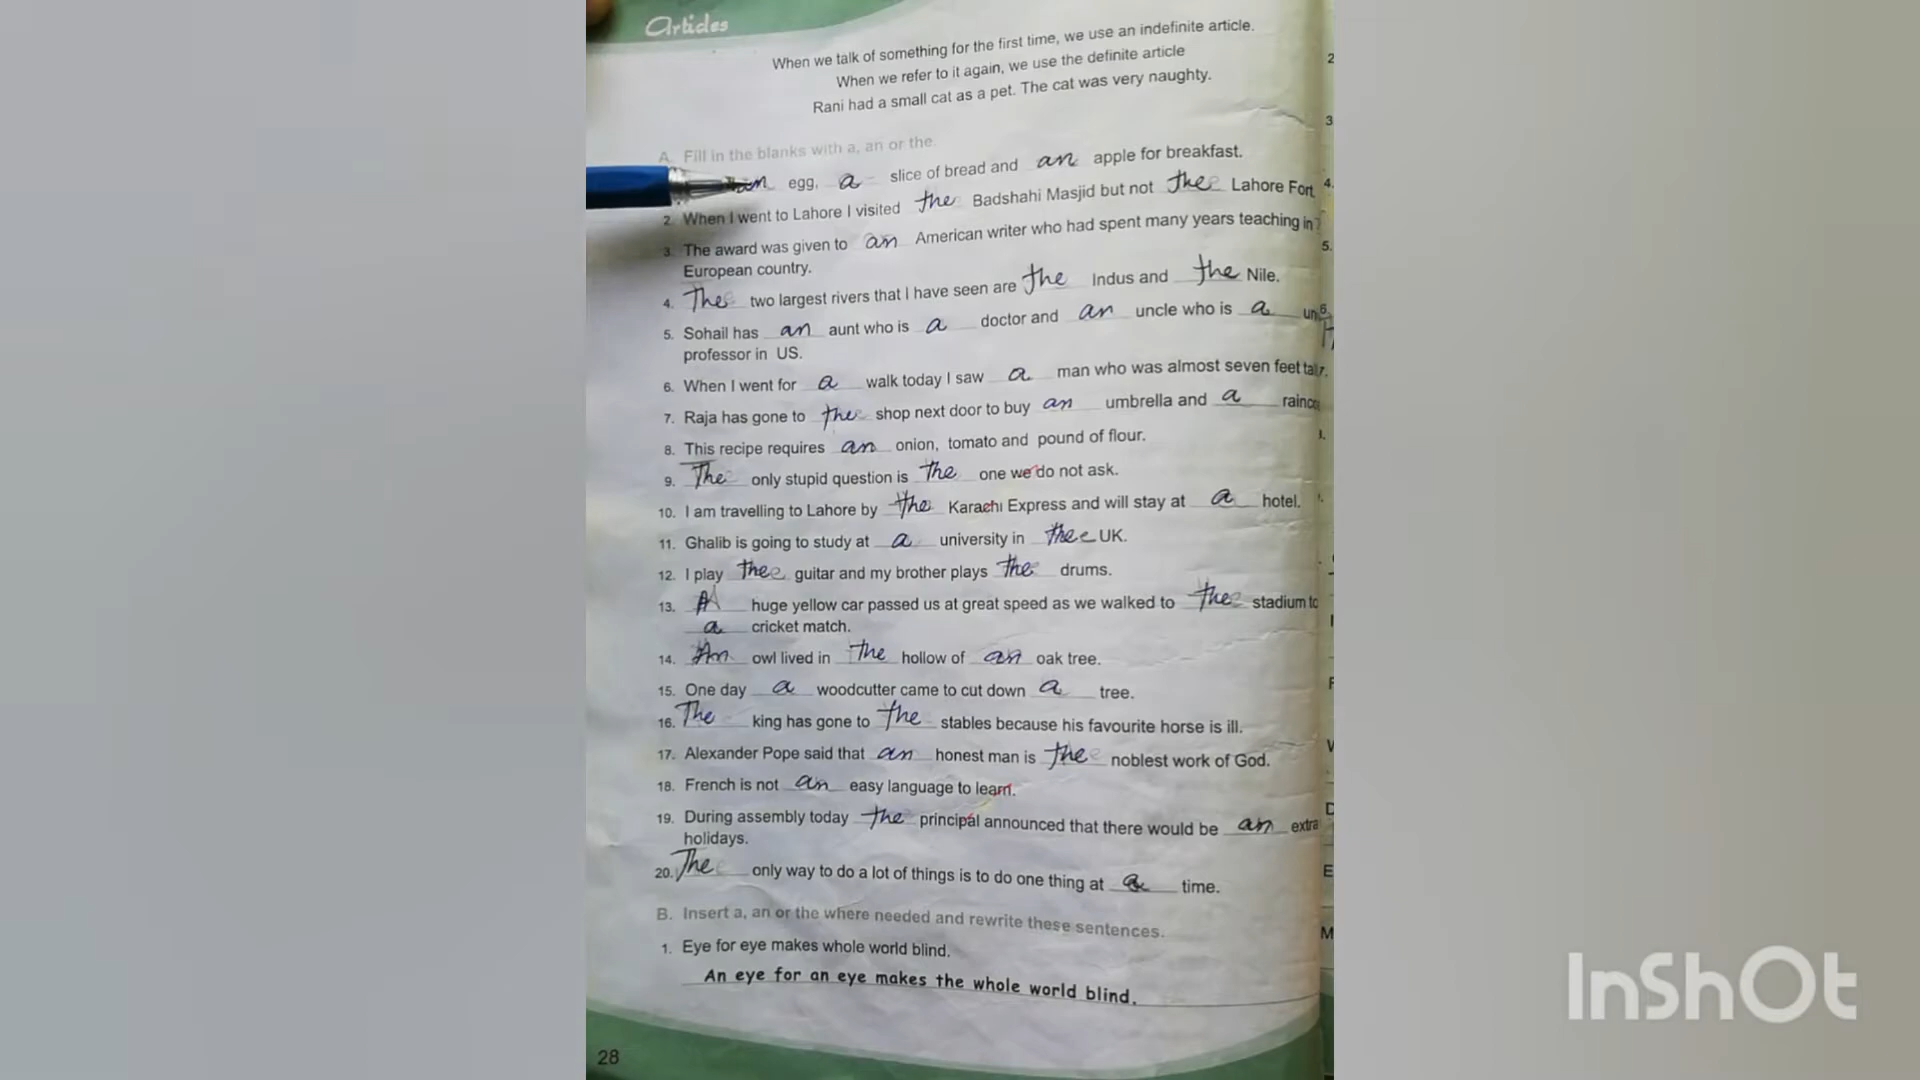 Articles
When we talk of something for the first time, we use an indefinite article.
When we refer to it again, we use the definite article
Rani had a small cat as a pet. The cat was very naughty.
A. Fill in the blanks with a, an or the.
an egg, a slice of bread and an apple for breakfast.
2. When I went to Lahore I visited the Badshahi Masjid but not the Lahore Fort
3. The award was given to an American writer who had spent many years teaching in
European country.
4. The two largest rivers that I have seen are the Indus and the Nile.
5. Sohail has an aunt who is a doctor and an uncle who is a un
professor in US.
6. When I went for a walk today I saw a man who was almost seven feet tal
7. Raja has gone to the shop next door to buy an umbrella and a rainco
8. This recipe requires an onion, tomato and pound of flour.
9. The only stupid question is the one we do not ask.
10. I am travelling to Lahore by the Karachi Express and will stay at a hotel.
11. Ghalib is going to study at a university in the UK.
12. I play the guitar and my brother plays the drums.
13. A huge yellow car passed us at great speed as we walked to the stadium to
a cricket match.
14. An owl lived in the hollow of an oak tree.
15. One day a woodcutter came to cut down a tree.
16. The king has gone to the stables because his favourite horse is ill.
17. Alexander Pope said that an honest man is the noblest work of God.
18. French is not an easy language to learn.
19. During assembly today the principal announced that there would be an extra
holidays.
20. The only way to do a lot of things is to do one thing at a time.
B. Insert a, an or the where needed and rewrite these sentences.
1. Eye for eye makes whole world blind.
An eye for an eye makes the whole world blind.
28
InShOt